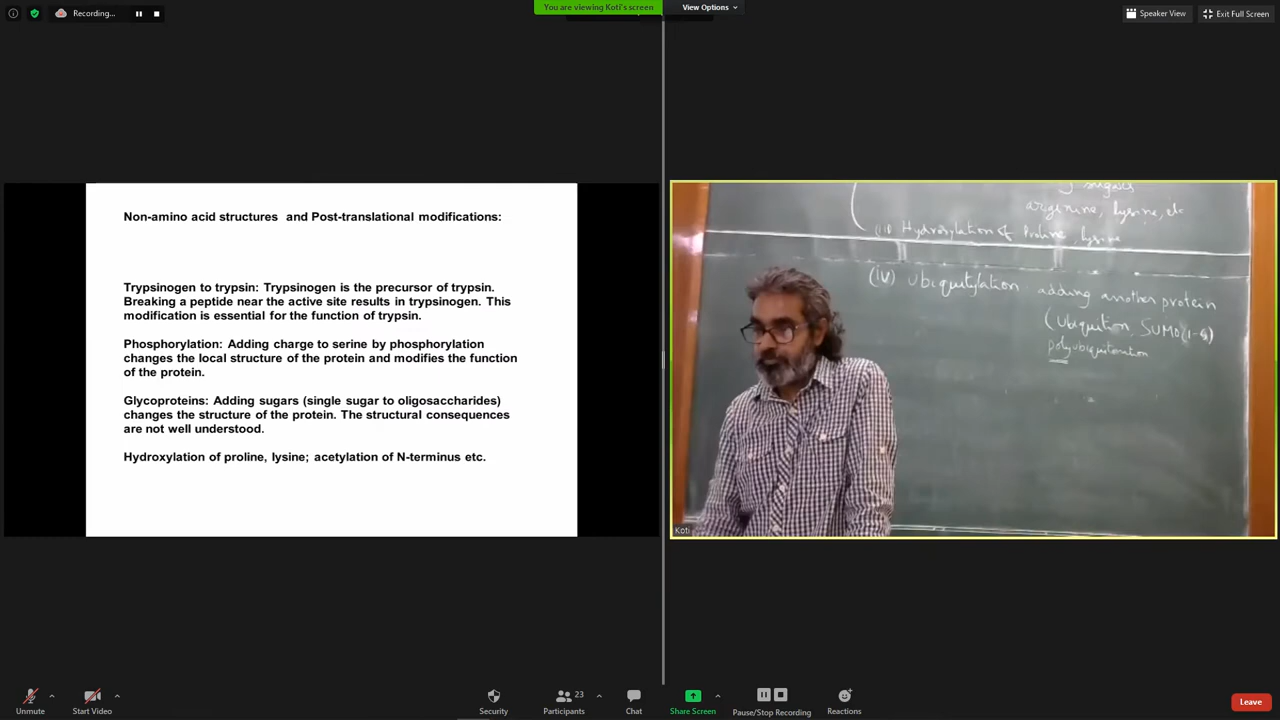 Recording...
You are viewing Koti's screen
View Options
Speaker View
Exit Full Screen
Non-amino acid structures and Post-translational modifications:
Trypsinogen to trypsin: Trypsinogen is the precursor of trypsin.
Breaking a peptide near the active site results in trypsinogen. This
modification is essential for the function of trypsin.
Phosphorylation: Adding charge to serine by phosphorylation
changes the local structure of the protein and modifies the function
of the protein.
Glycoproteins: Adding sugars (single sugar to oligosaccharides)
changes the structure of the protein. The structural consequences
are not well understood.
Hydroxylation of proline, lysine; acetylation of N-terminus etc.
sugars
arginine, lysine, etc
(iii) Hydroxylation of Proline, lysine
(iv) Ubiquitylation - adding another protein
(Ubiquition, SUMO
polyubiquitination
Koti
Unmute
Start Video
Security
Participants 23
Chat
Share Screen
Pause/Stop Recording
Reactions
Leave